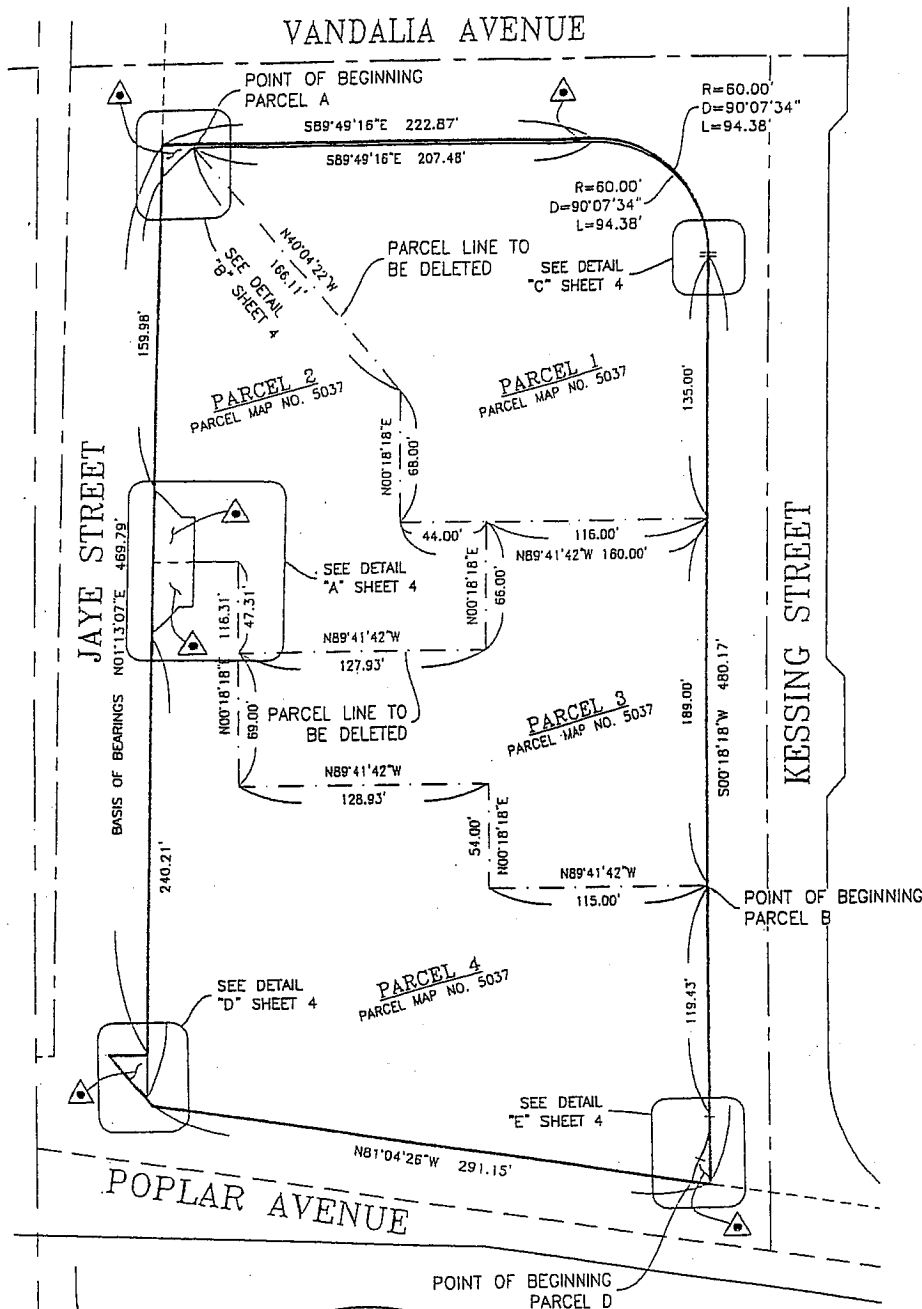 VANDALIA AVENUE
POINT OF BEGINNING
PARCEL A
R=60.00'
D=90°07'34"
L=94.38'
S89°49'16"E 222.87'
S89°49'16"E 207.48'
R=60.00'
D=90°07'34"
L=94.38'
N40°04'22"W
166.11'
PARCEL LINE TO
BE DELETED
SEE DETAIL
"B" SHEET 4
SEE DETAIL
"C" SHEET 4
159.98'
PARCEL 2
PARCEL MAP NO. 5037
PARCEL 1
PARCEL MAP NO. 5037
135.00'
N00°18'18"E
68.00'
JAYE STREET
44.00'
116.00'
N89°41'42"W 160.00'
SEE DETAIL
"A" SHEET 4
N00°18'18"E
66.00'
KESSING STREET
BASIS OF BEARINGS N01°13'07"E 469.79'
N00°18'18"E 116.31'
47.31'
N89°41'42"W
127.93'
PARCEL LINE TO
BE DELETED
69.00'
PARCEL 3
PARCEL MAP NO. 5037
189.00'
S00°18'18"W 480.17'
N89°41'42"W
128.93'
54.00'
N00°18'18"E
240.21'
N89°41'42"W
115.00'
POINT OF BEGINNING
PARCEL B
SEE DETAIL
"D" SHEET 4
PARCEL 4
PARCEL MAP NO. 5037
119.43'
SEE DETAIL
"E" SHEET 4
N81°04'26"W 291.15'
POPLAR AVENUE
POINT OF BEGINNING
PARCEL D